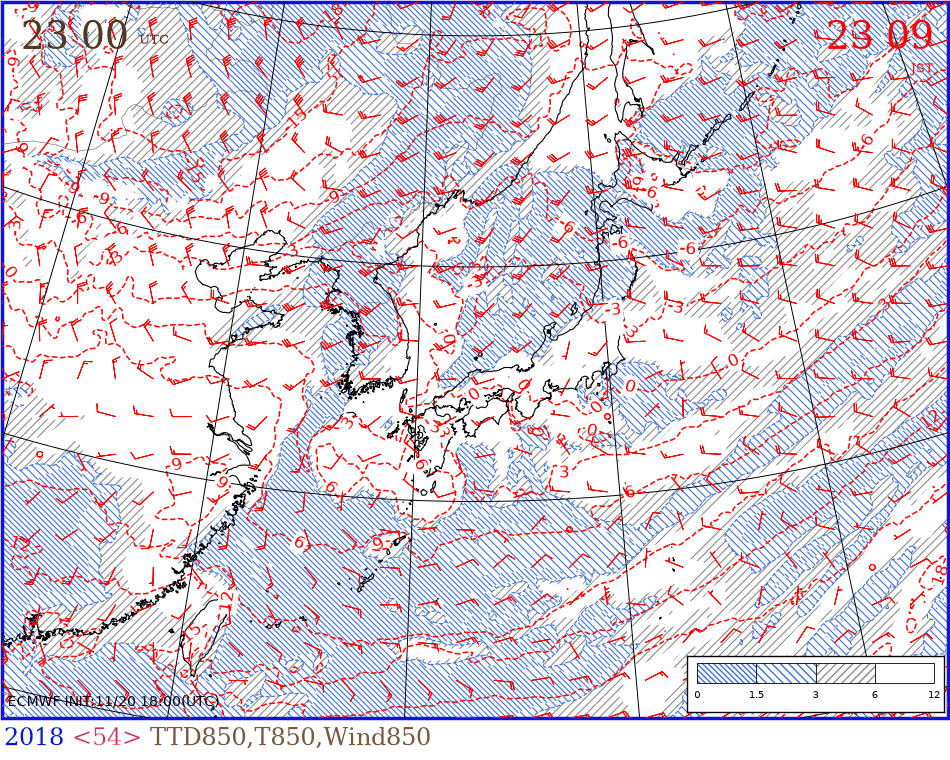 23 00 UTC
23 09
JST
0 1.5 3 6 12
ECMWF INIT:11/20 18:00(UTC)
2018 <54> TTD850,T850,Wind850